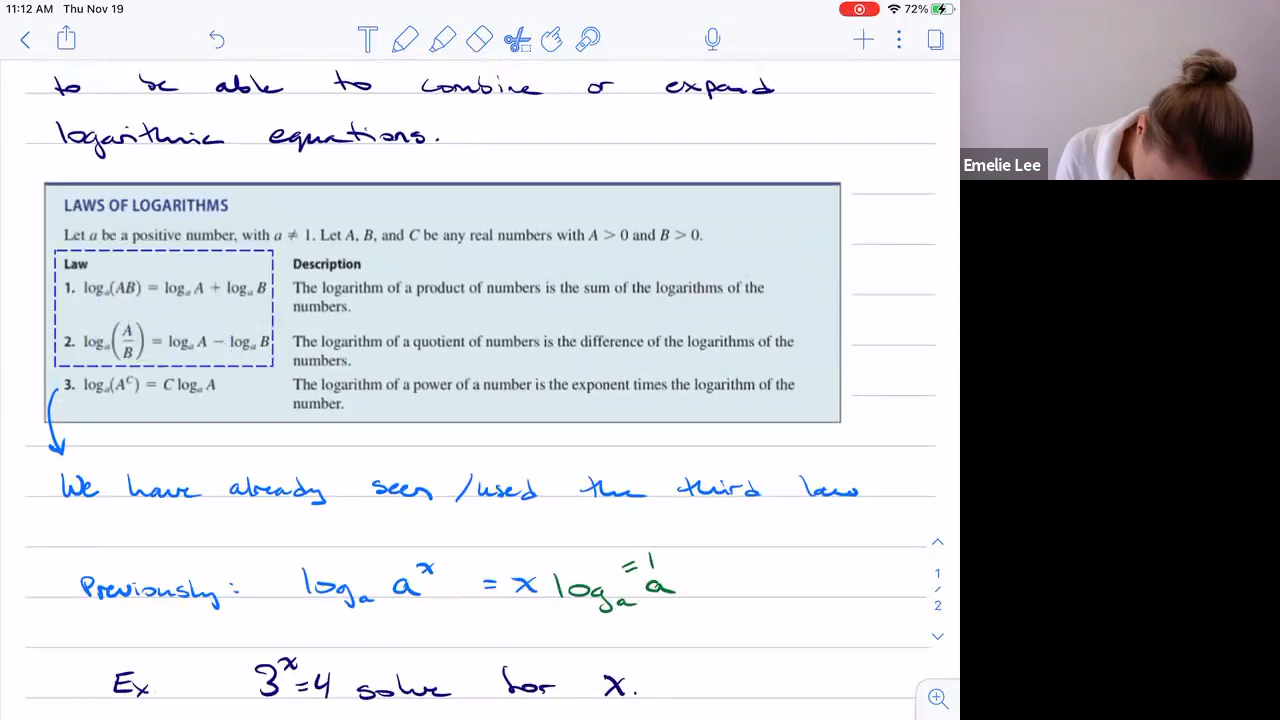 11:12 AM Thu Nov 19
72%
to be able to combine or expand
logarithmic equations.
LAWS OF LOGARITHMS
Let a be a positive number, with a ≠ 1. Let A, B, and C be any real numbers with A > 0 and B > 0.
Law Description
1. logₐ(AB) = logₐ A + logₐ B The logarithm of a product of numbers is the sum of the logarithms of the
numbers.
2. logₐ(A/B) = logₐ A − logₐ B The logarithm of a quotient of numbers is the difference of the logarithms of the
numbers.
3. logₐ(A^C) = C logₐ A The logarithm of a power of a number is the exponent times the logarithm of the
number.
We have already seen/used the third law
Previously: logₐ a^x = x logₐ a = 1
Ex 3^x = 4 solve for x.
1/2
Emelie Lee